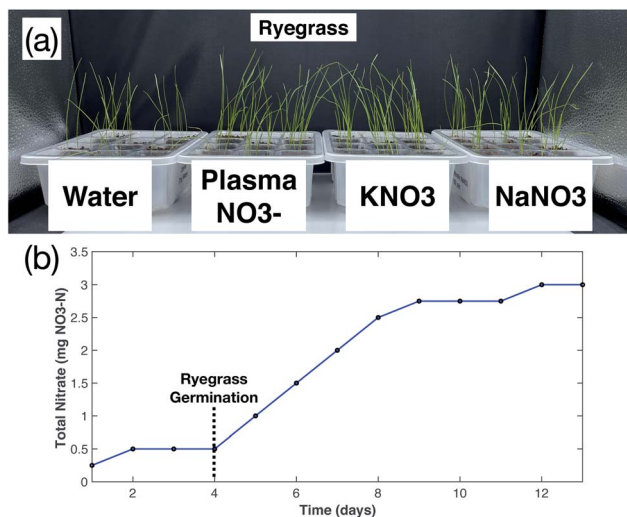 (a)
Ryegrass
Water
Plasma
NO3-
KNO3
NaNO3
(b)
3.5
3
2.5
2
1.5
1
0.5
0
Total Nitrate (mg NO3-N)
Ryegrass
Germination
2
4
6
8
10
12
Time (days)